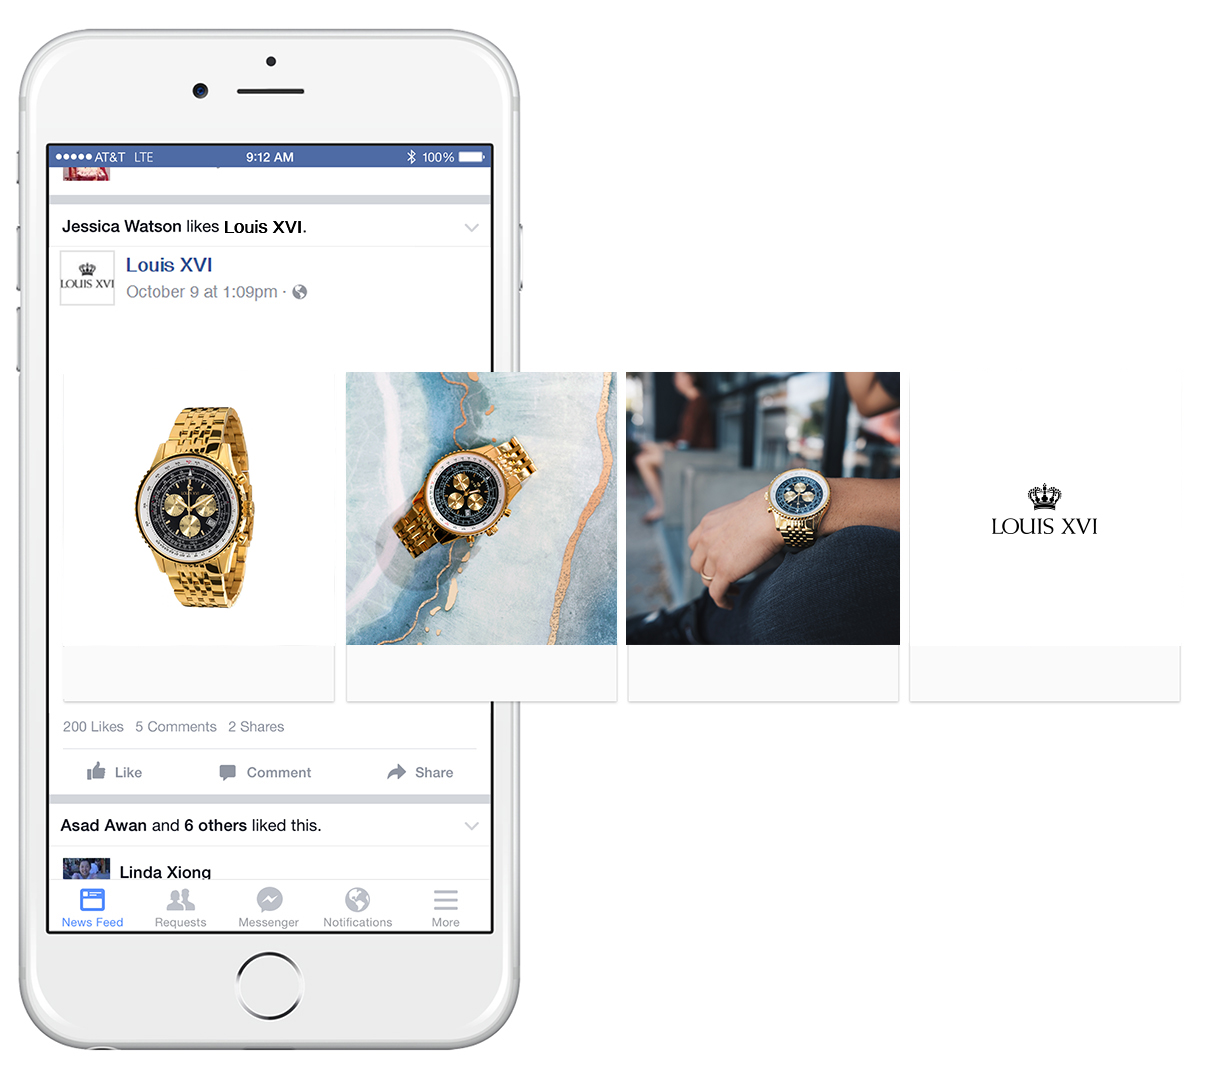 AT&T LTE 9:12 AM 100%
Jessica Watson likes Louis XVI.
LOUIS XVI
Louis XVI
October 9 at 1:09pm ·
LOUIS XVI
200 Likes 5 Comments 2 Shares
Like Comment Share
Asad Awan and 6 others liked this.
Linda Xiong
News Feed Requests Messenger Notifications More